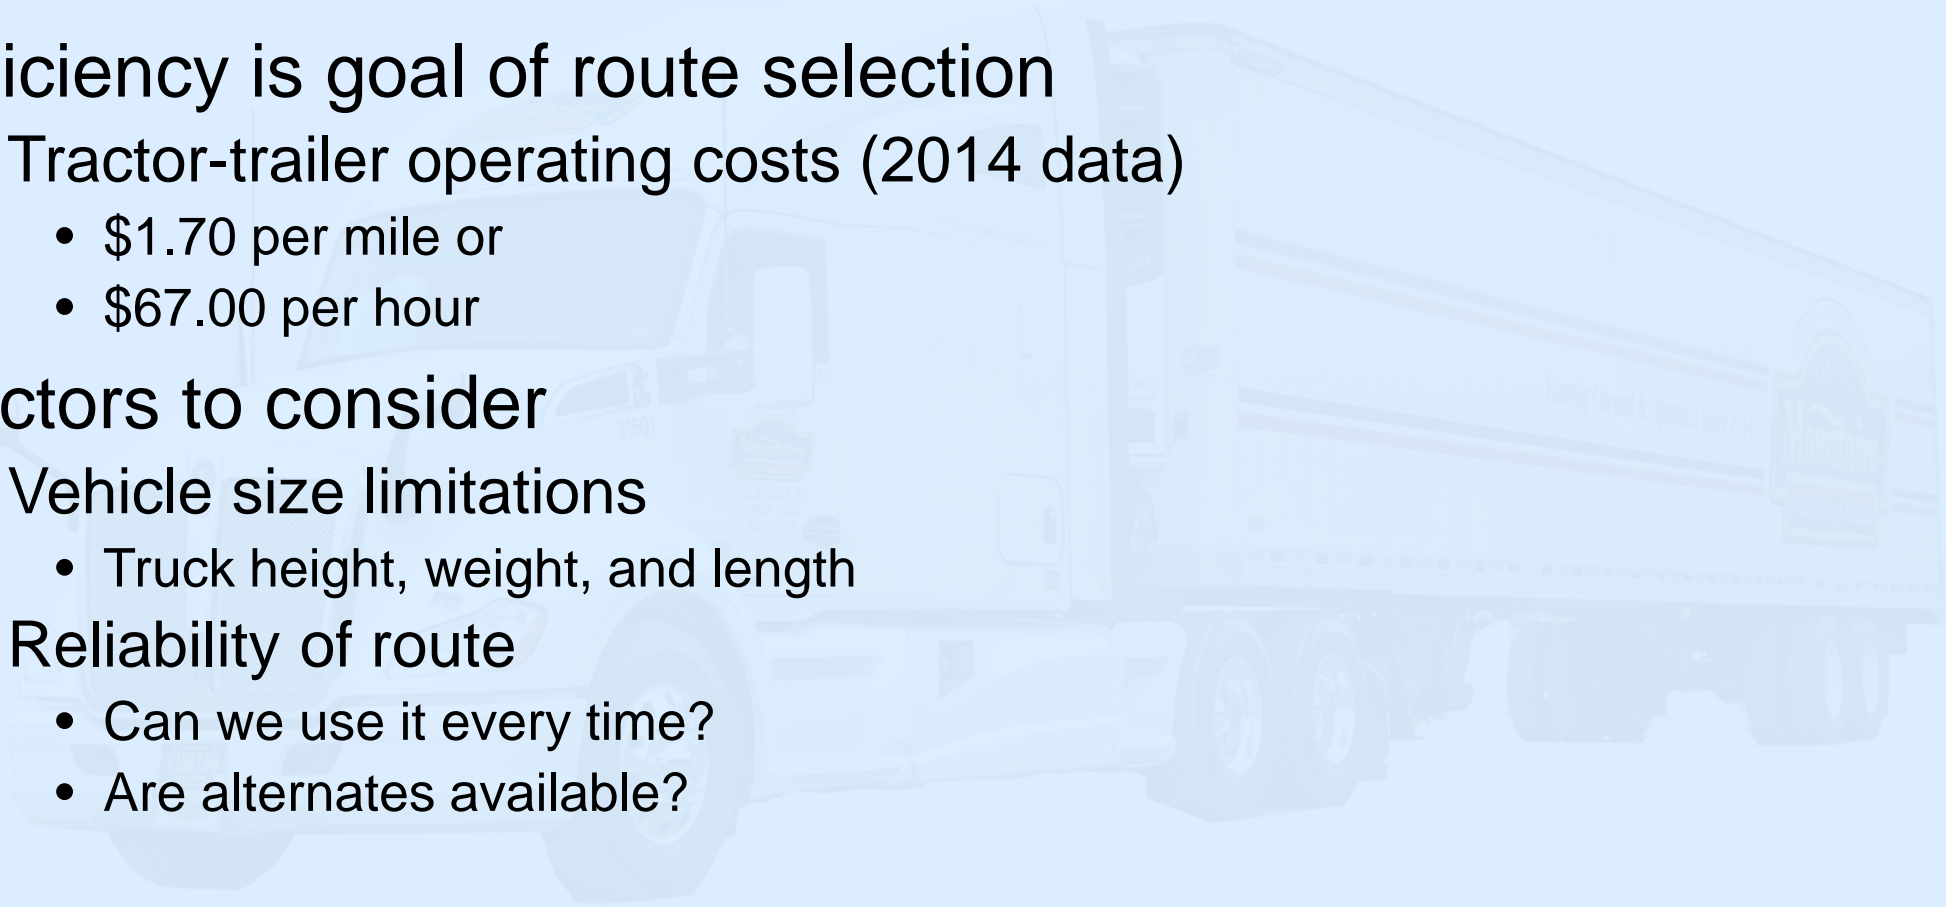 iciency is goal of route selection
Tractor-trailer operating costs (2014 data)
• $1.70 per mile or
• $67.00 per hour
ctors to consider
Vehicle size limitations
• Truck height, weight, and length
Reliability of route
• Can we use it every time?
• Are alternates available?
11601